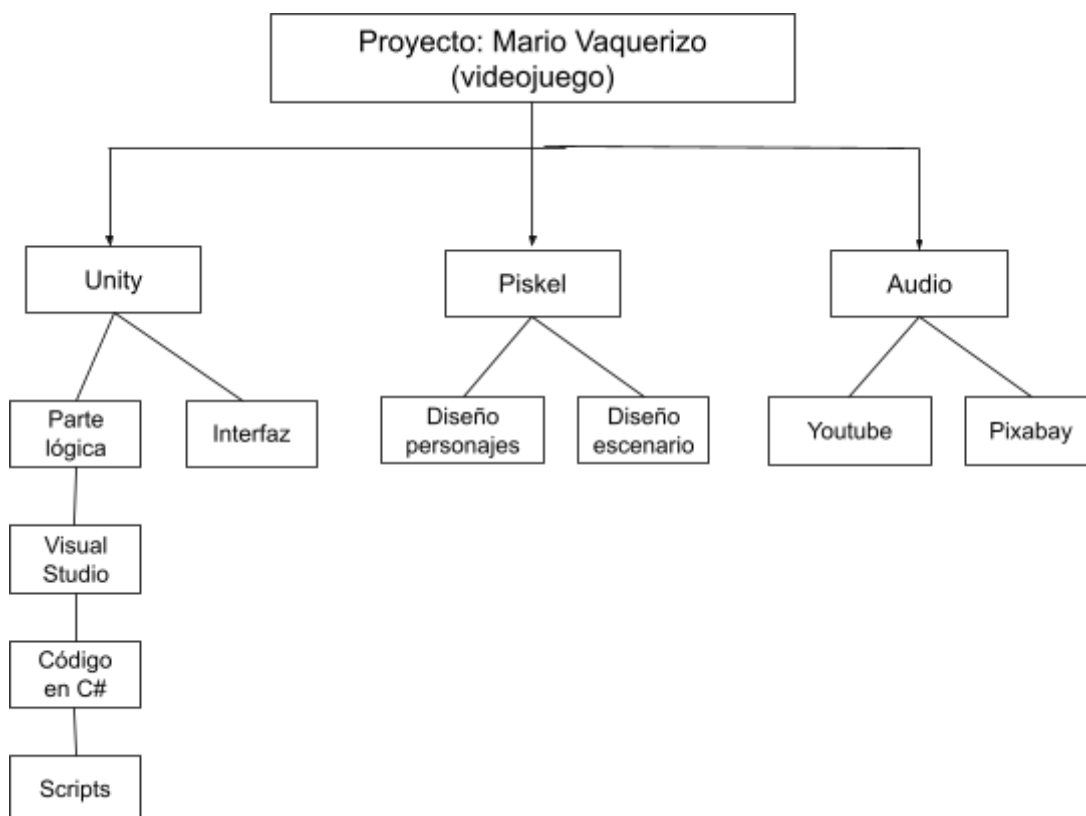 Proyecto: Mario Vaquerizo
(videojuego)
Unity
Piskel
Audio
Parte
lógica
Interfaz
Diseño
personajes
Diseño
escenario
Youtube
Pixabay
Visual
Studio
Código
en C#
Scripts